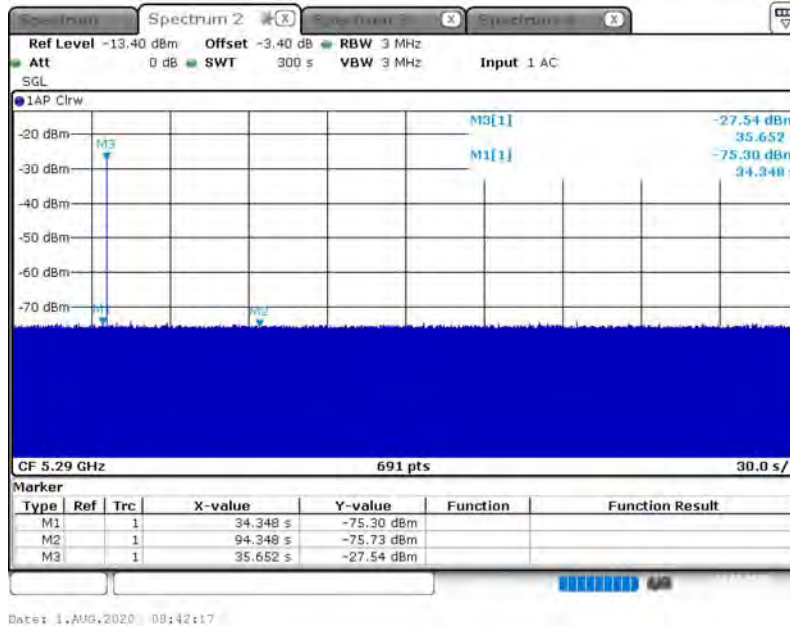 Spectrum 2 X X X
Ref Level -13.40 dBm Offset -3.40 dB RBW 3 MHz
Att 0 dB SWT 300 s VBW 3 MHz Input 1 AC
SGL
1AP Clrw
M3[1] -27.54 dBm
35.652
M1[1] -75.30 dBm
34.348 s
-20 dBm
M3
-30 dBm
-40 dBm
-50 dBm
-60 dBm
-70 dBm
M1 M2
CF 5.29 GHz 691 pts 30.0 s/
Marker
Type Ref Trc X-value Y-value Function Function Result
M1 1 34.348 s -75.30 dBm
M2 1 94.348 s -75.73 dBm
M3 1 35.652 s -27.54 dBm
Date: 1.AUG.2020 08:42:17